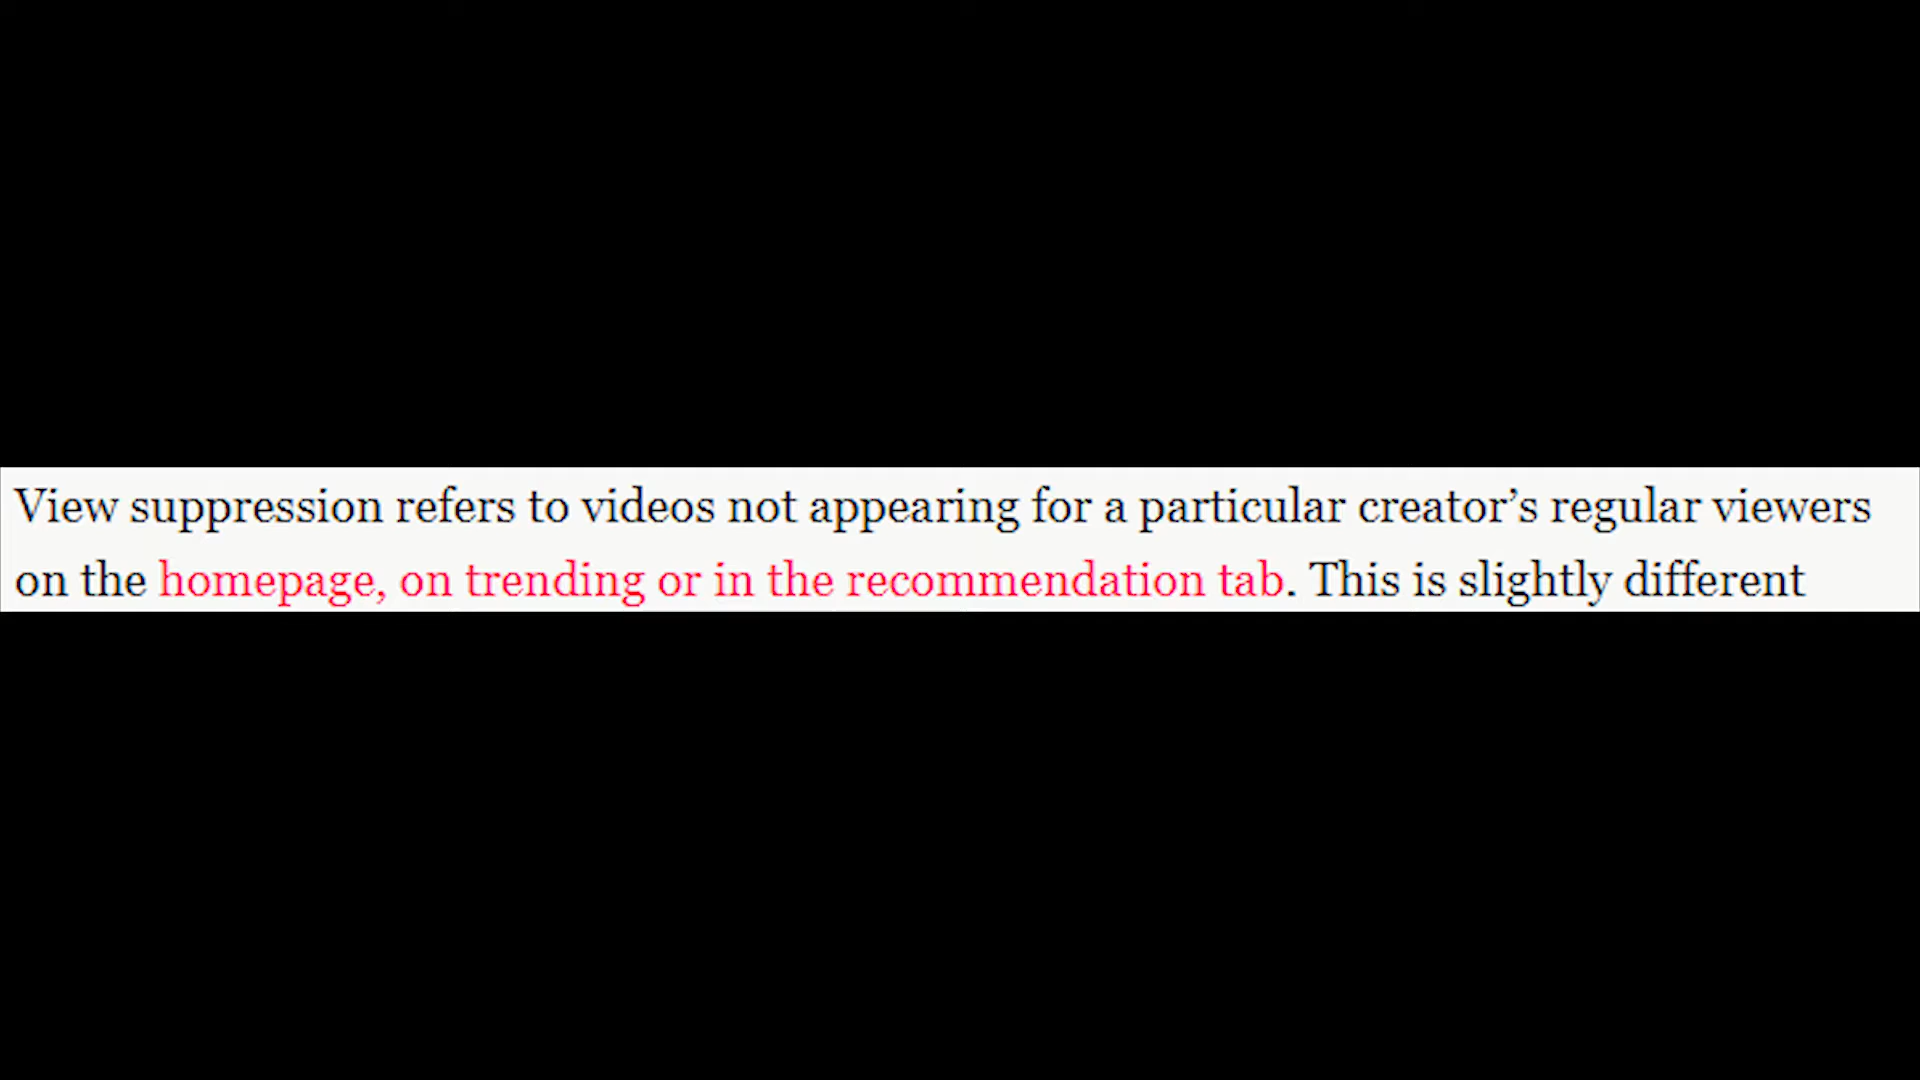 View suppression refers to videos not appearing for a particular creator’s regular viewers
on the homepage, on trending or in the recommendation tab. This is slightly different